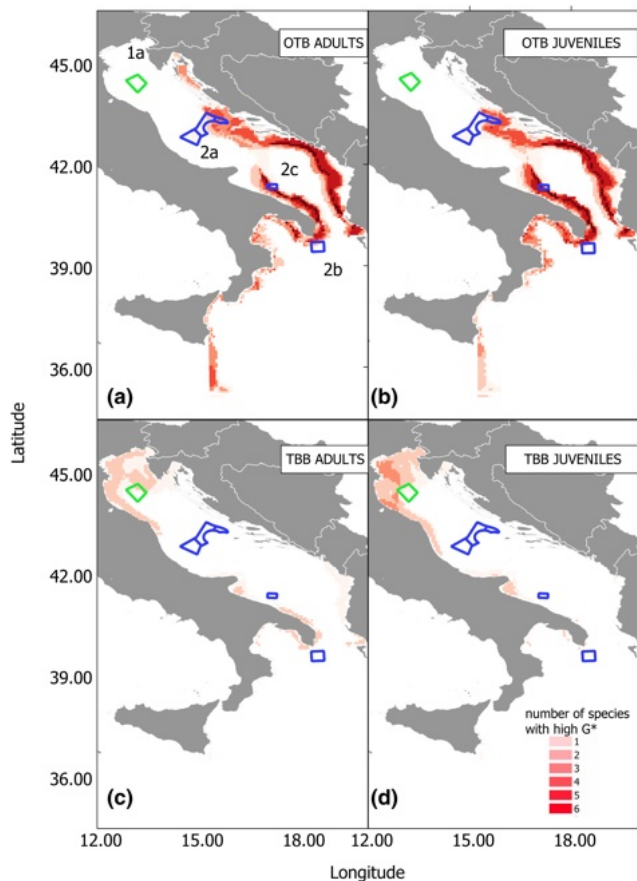 OTB ADULTS
OTB JUVENILES
45.00
1a
42.00
2a
2c
39.00
2b
36.00
(a)
(b)
Latitude
TBB ADULTS
TBB JUVENILES
45.00
42.00
39.00
number of species
with high G*
1
2
3
4
5
6
36.00
(c)
(d)
12.00
15.00
18.00
12.00
15.00
18.00
Longitude